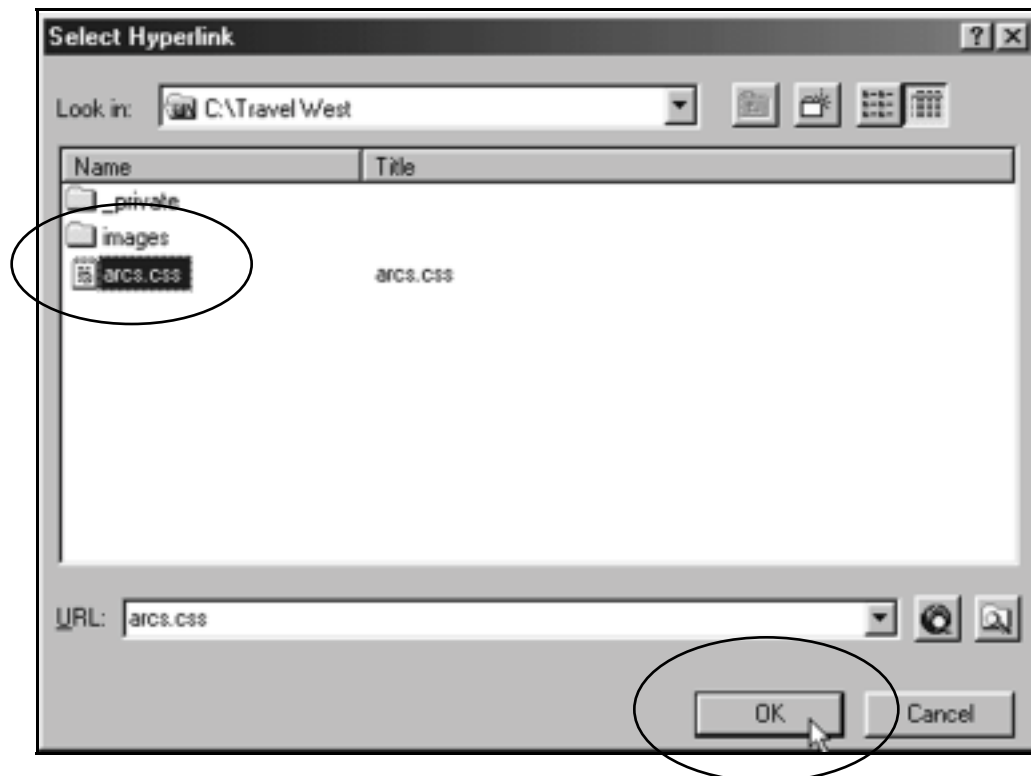 Select Hyperlink
Look in: C:\Travel West
Name Title
_private
images
arcs.css arcs.css
URL: arcs.css
OK Cancel